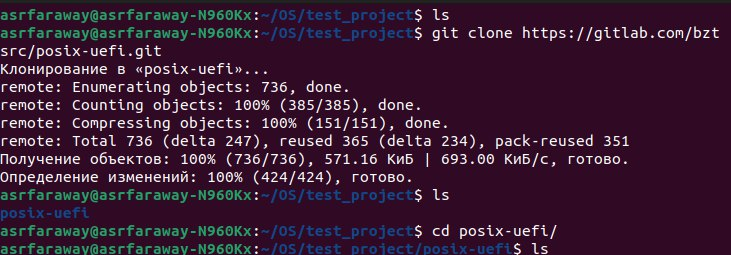 asrfaraway@asrfaraway-N960Kx:~/OS/test_project$ ls
asrfaraway@asrfaraway-N960Kx:~/OS/test_project$ git clone https://gitlab.com/bzt
src/posix-uefi.git
Клонирование в «posix-uefi»...
remote: Enumerating objects: 736, done.
remote: Counting objects: 100% (385/385), done.
remote: Compressing objects: 100% (151/151), done.
remote: Total 736 (delta 247), reused 365 (delta 234), pack-reused 351
Получение объектов: 100% (736/736), 571.16 КиБ | 693.00 КиБ/с, готово.
Определение изменений: 100% (424/424), готово.
asrfaraway@asrfaraway-N960Kx:~/OS/test_project$ ls
posix-uefi
asrfaraway@asrfaraway-N960Kx:~/OS/test_project$ cd posix-uefi/
asrfaraway@asrfaraway-N960Kx:~/OS/test_project/posix-uefi$ ls